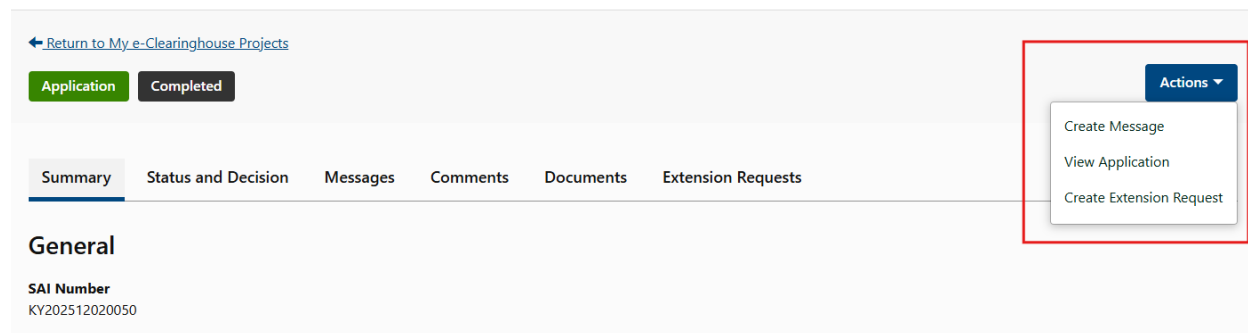 Return to My e-Clearinghouse Projects
Application Completed
Actions
Create Message
View Application
Create Extension Request
Summary Status and Decision Messages Comments Documents Extension Requests
General
SAI Number
KY202512020050